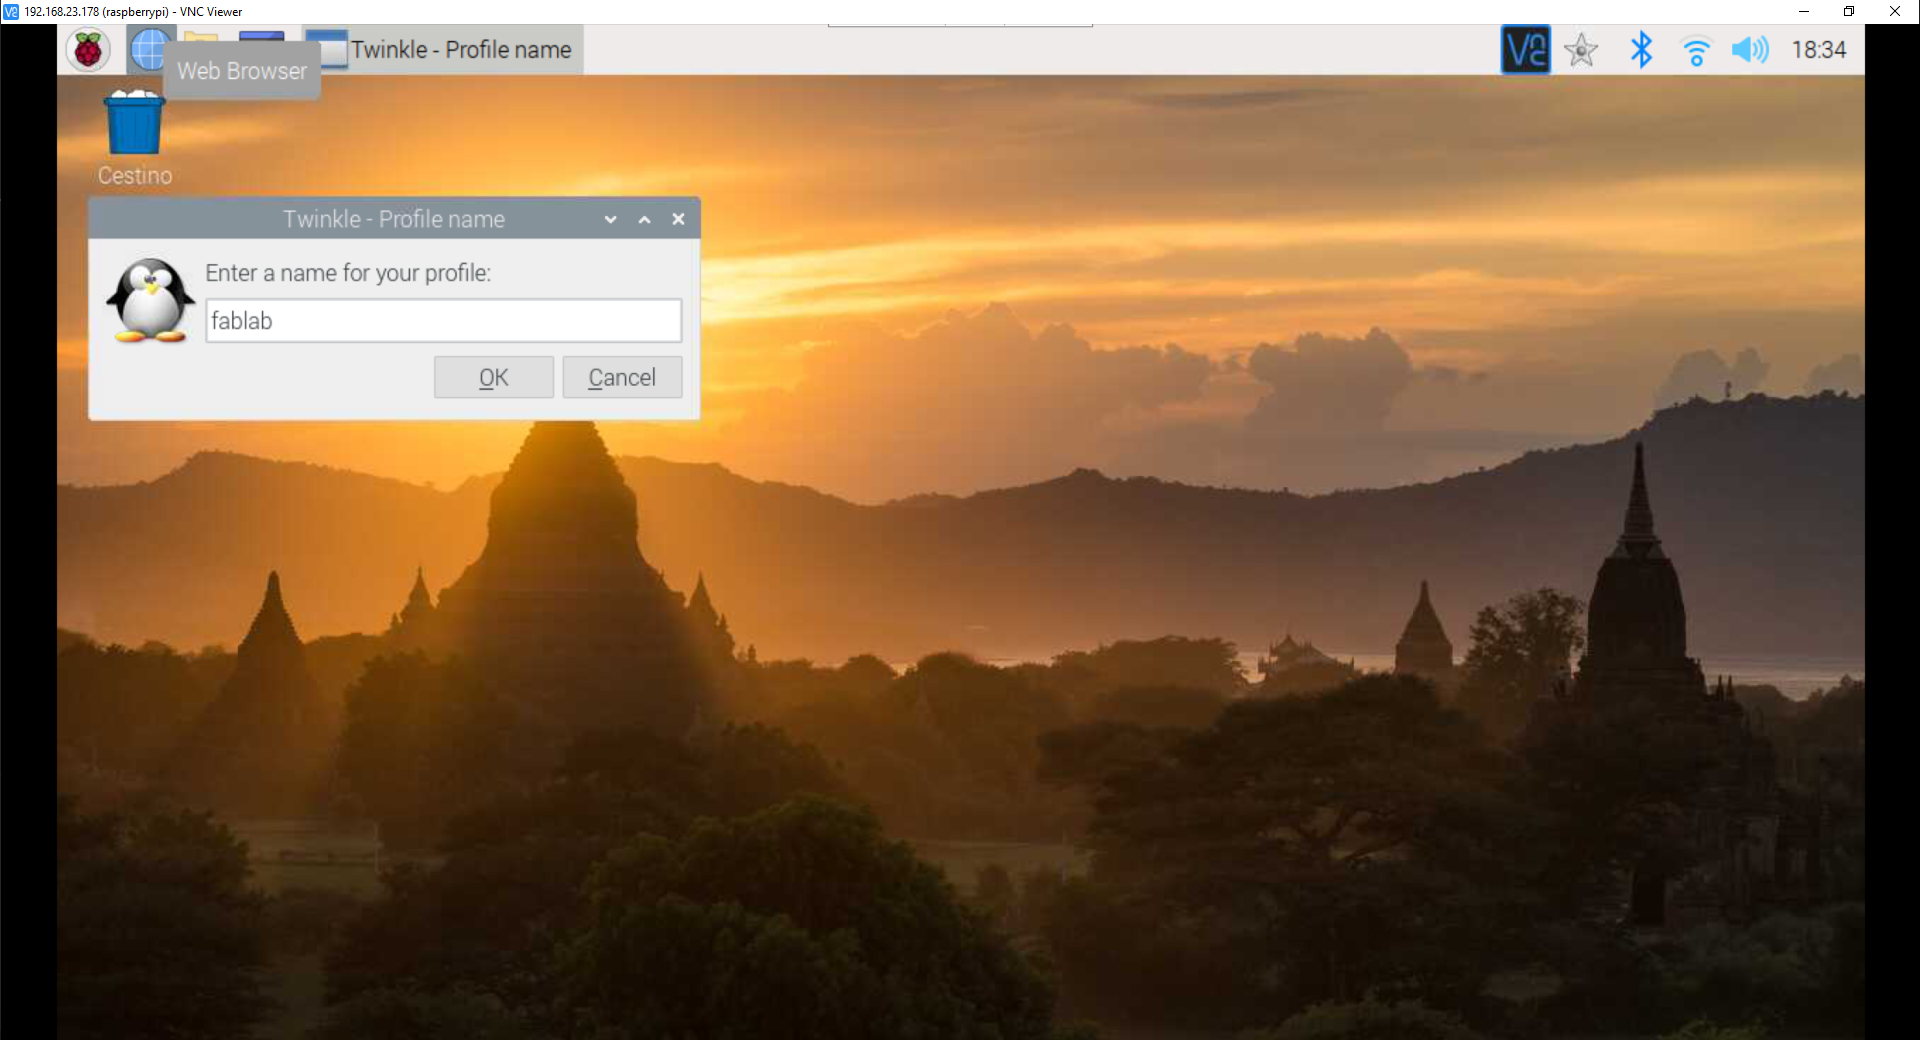 192.168.23.178 (raspberrypi) - VNC Viewer
Twinkle - Profile name
18:34
Web Browser
Cestino
Twinkle - Profile name
Enter a name for your profile:
fablab
OK
Cancel